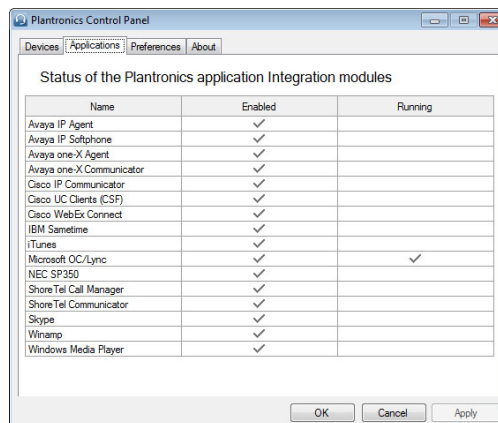 Plantronics Control Panel
Devices Applications Preferences About
Status of the Plantronics application Integration modules
Name Enabled Running
Avaya IP Agent
Avaya IP Softphone
Avaya one-X Agent
Avaya one-X Communicator
Cisco IP Communicator
Cisco UC Clients (CSF)
Cisco WebEx Connect
IBM Sametime
iTunes
Microsoft OC/Lync
NEC SP350
ShoreTel Call Manager
ShoreTel Communicator
Skype
Winamp
Windows Media Player
OK Cancel Apply